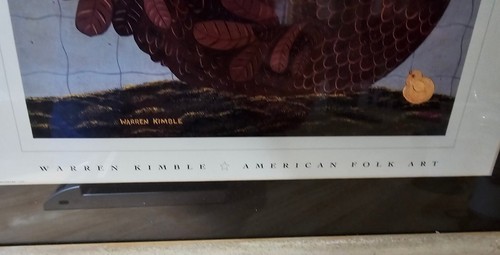 WARREN KIMBLE
WARREN KIMBLE ☆ AMERICAN FOLK ART